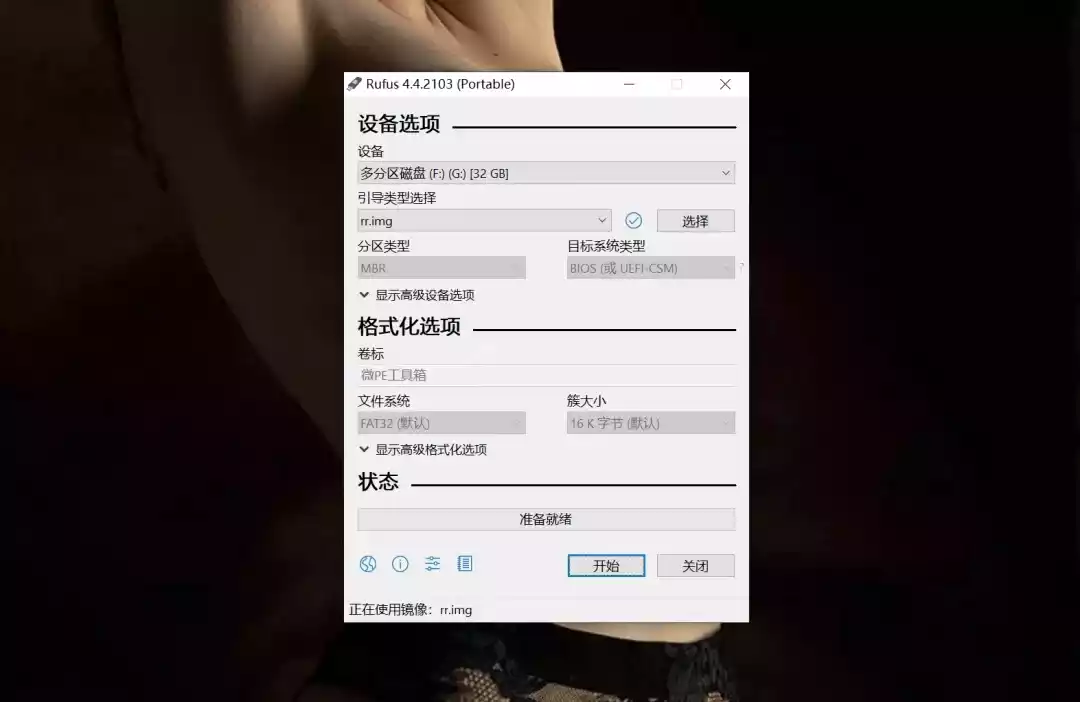 Rufus 4.4.2103 (Portable)
设备选项
设备
多分区磁盘 (F:) (G:) [32 GB]
引导类型选择
rr.img
选择
分区类型
目标系统类型
MBR
BIOS (或 UEFI-CSM)
?
显示高级设备选项
格式化选项
卷标
微PE工具箱
文件系统
簇大小
FAT32 (默认)
16 K 字节 (默认)
显示高级格式化选项
状态
准备就绪
开始
关闭
正在使用镜像: rr.img